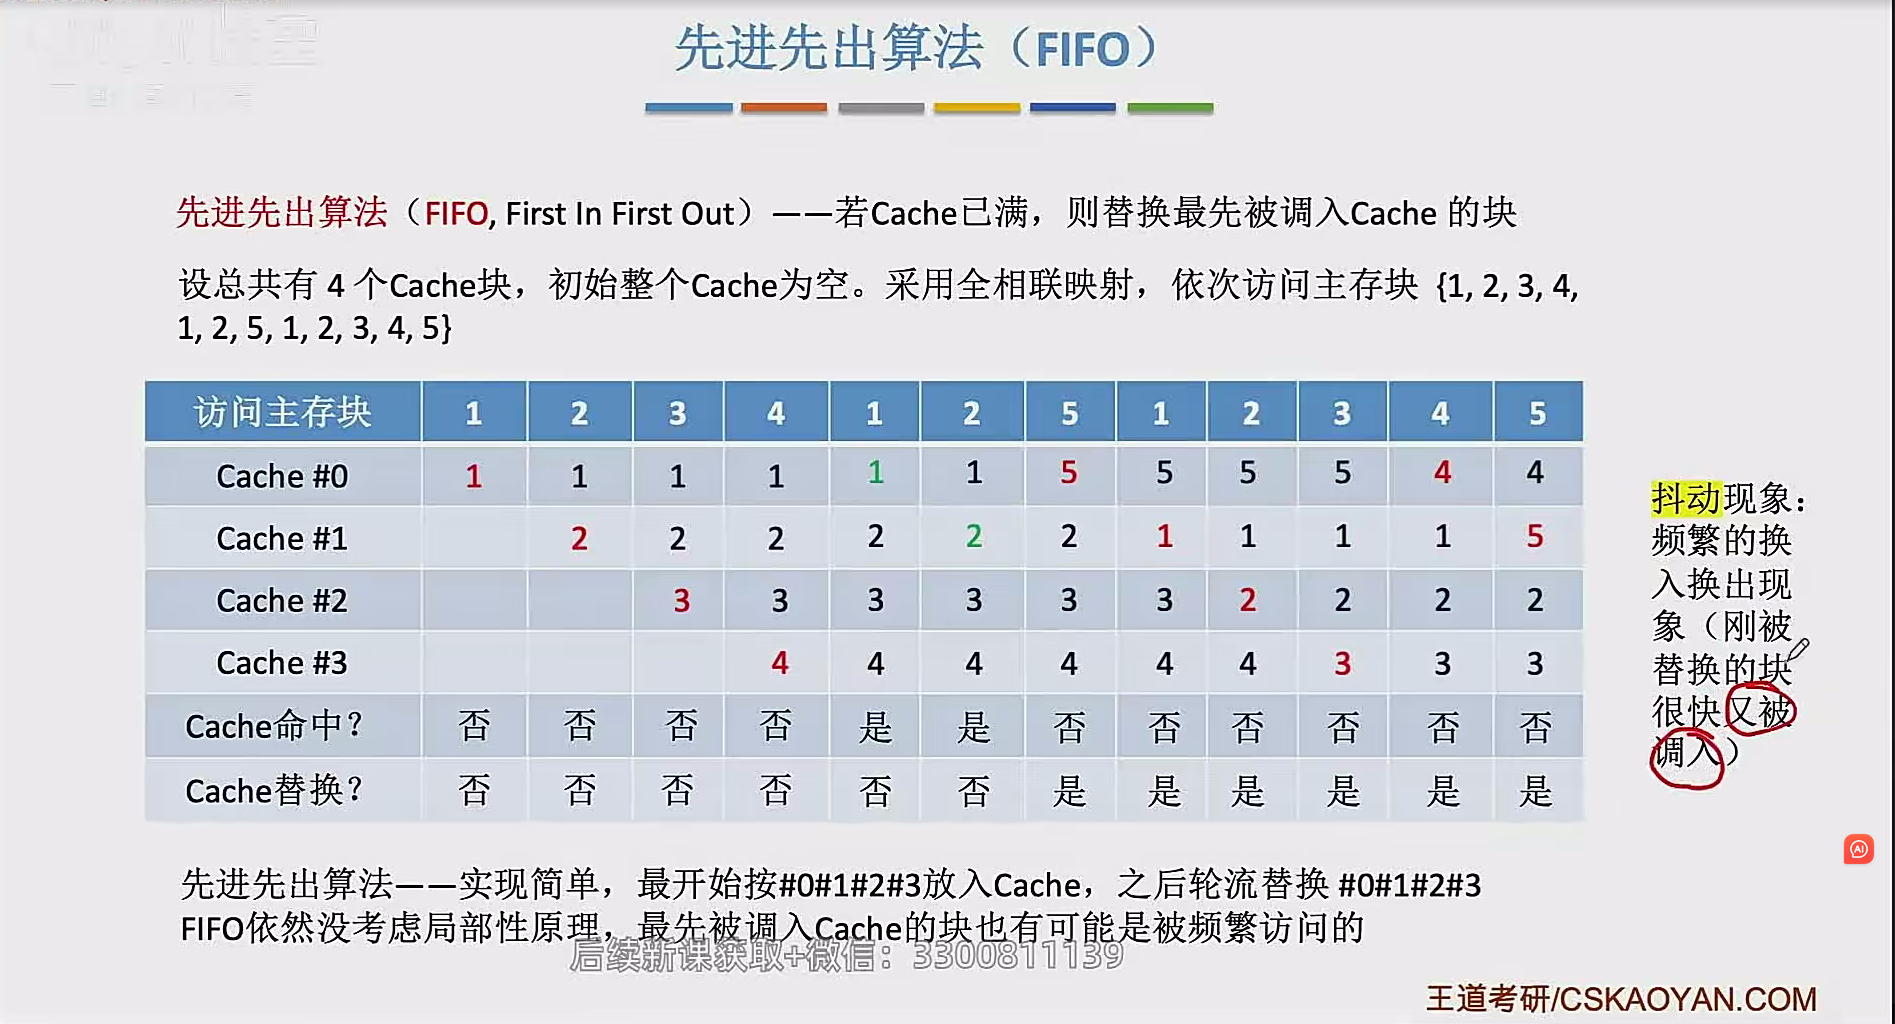 先进先出算法（FIFO）
先进先出算法（FIFO, First In First Out）——若Cache已满，则替换最先被调入Cache 的块
设总共有 4 个Cache块，初始整个Cache为空。采用全相联映射，依次访问主存块 {1, 2, 3, 4,
1, 2, 5, 1, 2, 3, 4, 5}
访问主存块 1 2 3 4 1 2 5 1 2 3 4 5
Cache #0 1 1 1 1 1 1 5 5 5 5 4 4
Cache #1 2 2 2 2 2 2 1 1 1 1 5
Cache #2 3 3 3 3 3 3 2 2 2 2
Cache #3 4 4 4 4 4 4 3 3 3
Cache命中？ 否 否 否 否 是 是 否 否 否 否 否 否
Cache替换？ 否 否 否 否 否 否 是 是 是 是 是 是
抖动现象：
频繁的换
入换出现
象（刚被
替换的块
很快又被
调入）
AI
先进先出算法——实现简单，最开始按#0#1#2#3放入Cache，之后轮流替换 #0#1#2#3
FIFO依然没考虑局部性原理，最先被调入Cache的块也有可能是被频繁访问的
后续新课获取+微信：3300811139
王道考研/CSKAOYAN.COM